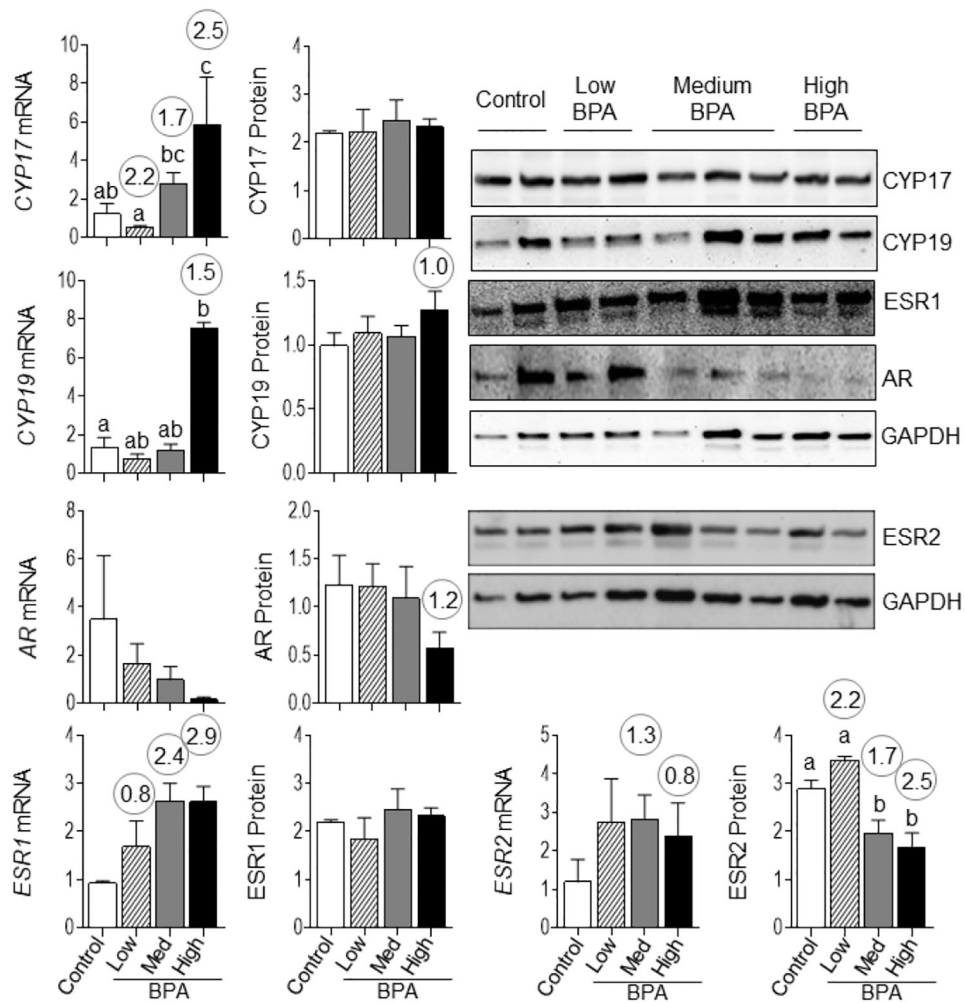 CYP17 mRNA
10
8
6
4
2
0
ab
2.2
a
1.7
bc
2.5
c
CYP17 Protein
4
3
2
1
0
Control
Low
BPA
Medium
BPA
High
BPA
CYP17
CYP19
ESR1
AR
GAPDH
ESR2
GAPDH
CYP19 mRNA
10
8
6
4
2
0
a
ab
ab
1.5
b
CYP19 Protein
1.5
1.0
0.5
0.0
1.0
AR mRNA
8
6
4
2
0
AR Protein
2.0
1.5
1.0
0.5
0.0
1.2
ESR1 mRNA
4
3
2
1
0
0.8
2.4
2.9
Control
Low
Med
High
BPA
ESR1 Protein
4
3
2
1
0
Control
Low
Med
High
BPA
ESR2 mRNA
5
4
3
2
1
0
1.3
0.8
Control
Low
Med
High
BPA
ESR2 Protein
4
3
2
1
0
a
2.2
a
1.7
b
2.5
b
Control
Low
Med
High
BPA